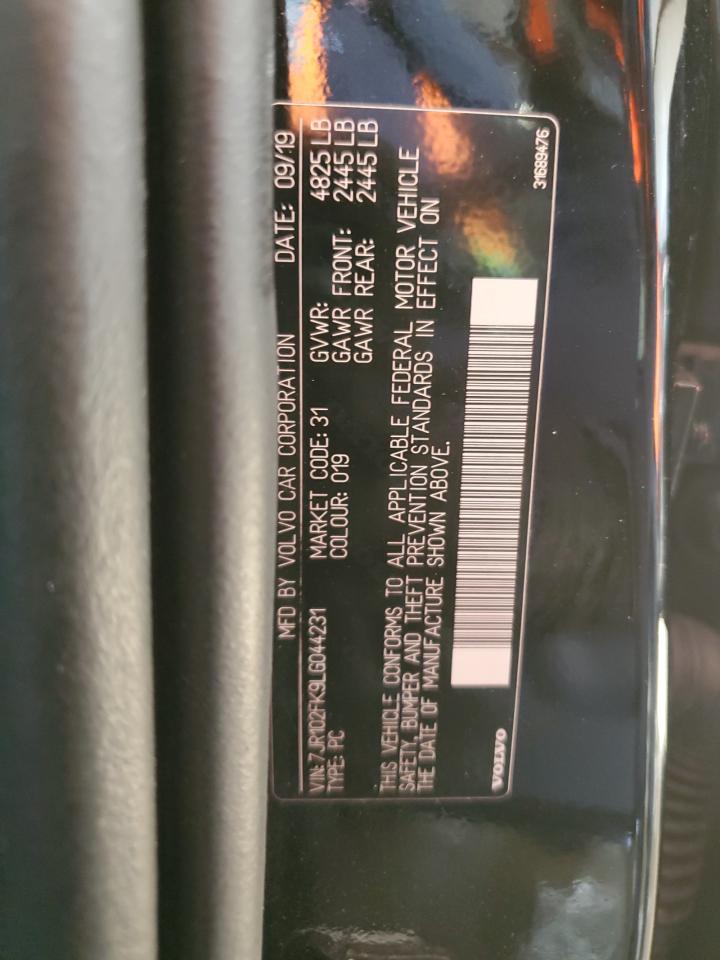 MFD BY VOLVO CAR CORPORATION DATE: 09/19
VIN: 7JR102FK9LG044231 MARKET CODE: 31 GVWR: 4825 LB
TYPE: PC COLOUR: 019 GAWR FRONT: 2445 LB
GAWR REAR: 2445 LB
THIS VEHICLE CONFORMS TO ALL APPLICABLE FEDERAL MOTOR VEHICLE
SAFETY, BUMPER AND THEFT PREVENTION STANDARDS IN EFFECT ON
THE DATE OF MANUFACTURE SHOWN ABOVE.
VOLVO 31689476